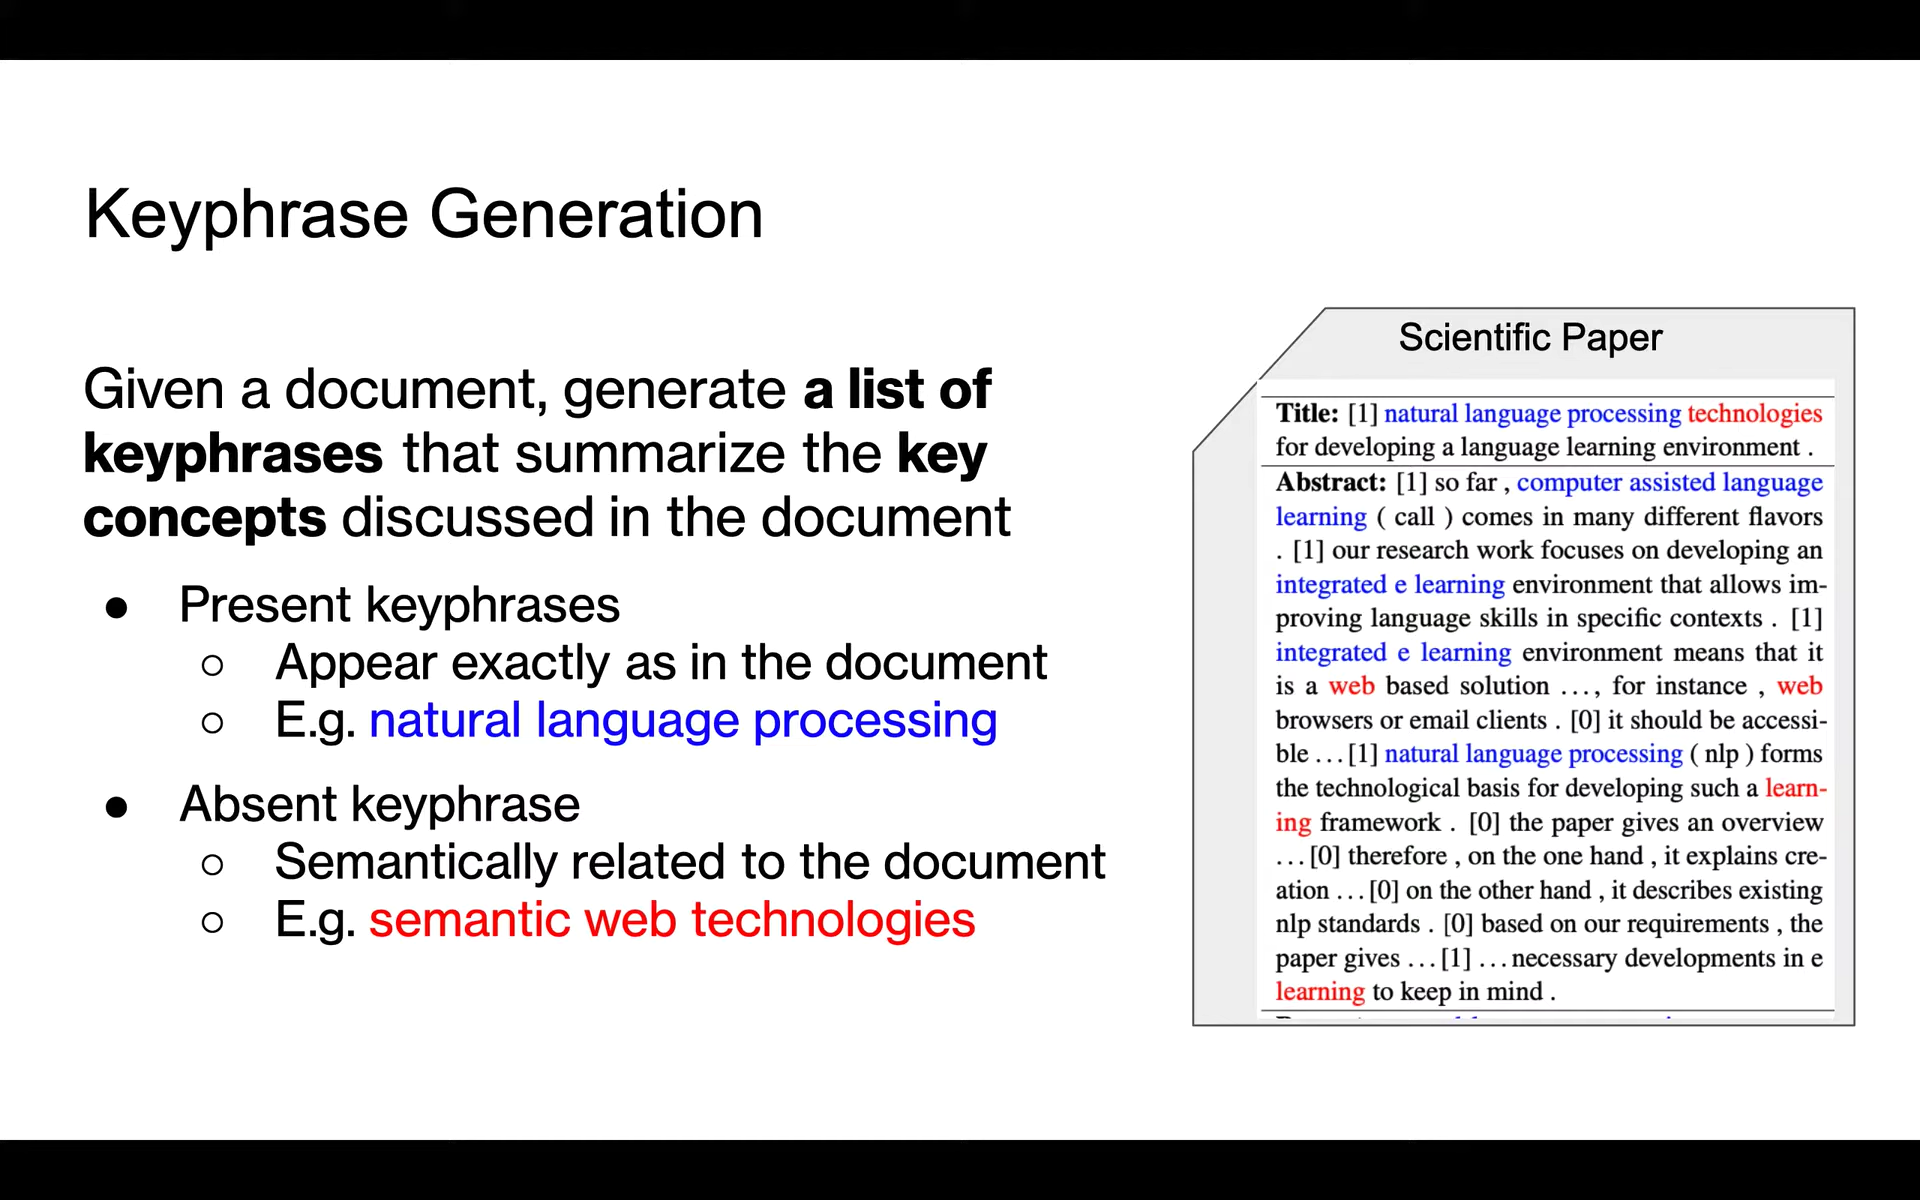 Keyphrase Generation
Given a document, generate a list of
keyphrases that summarize the key
concepts discussed in the document
● Present keyphrases
○ Appear exactly as in the document
○ E.g. natural language processing
● Absent keyphrase
○ Semantically related to the document
○ E.g. semantic web technologies
Scientific Paper
Title: [1] natural language processing technologies
for developing a language learning environment .
Abstract: [1] so far , computer assisted language
learning ( call ) comes in many different flavors
. [1] our research work focuses on developing an
integrated e learning environment that allows im-
proving language skills in specific contexts . [1]
integrated e learning environment means that it
is a web based solution ..., for instance , web
browsers or email clients . [0] it should be accessi-
ble ... [1] natural language processing ( nlp ) forms
the technological basis for developing such a learn-
ing framework . [0] the paper gives an overview
... [0] therefore , on the one hand , it explains cre-
ation ... [0] on the other hand , it describes existing
nlp standards . [0] based on our requirements , the
paper gives ... [1] ... necessary developments in e
learning to keep in mind .